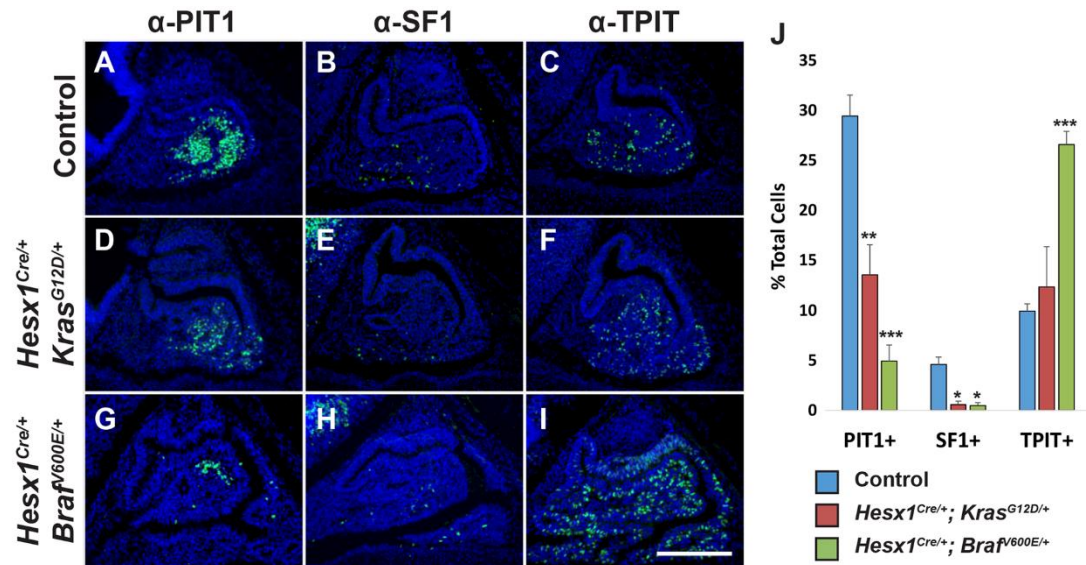 α-PIT1 α-SF1 α-TPIT
Control
A B C
Hesx1Cre/+
KrasG12D/+
D E F
Hesx1Cre/+
BrafV600E/+
G H I
J
% Total Cells
35
30
25
20
15
10
5
0
** *** * * ***
PIT1+ SF1+ TPIT+
Control
Hesx1Cre/+; KrasG12D/+
Hesx1Cre/+; BrafV600E/+